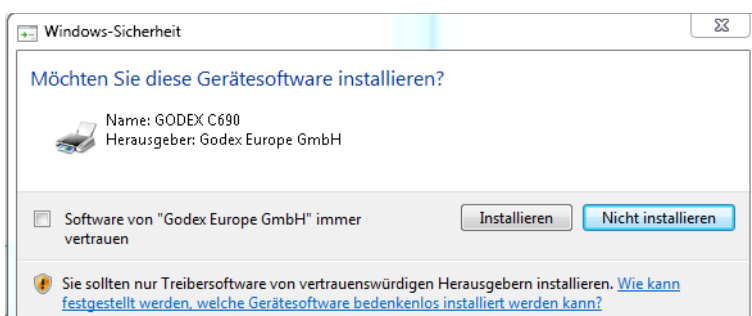 Windows-Sicherheit
Möchten Sie diese Gerätesoftware installieren?
Name: GODEX C690
Herausgeber: Godex Europe GmbH
Software von "Godex Europe GmbH" immer
vertrauen
Installieren
Nicht installieren
Sie sollten nur Treibersoftware von vertrauenswürdigen Herausgebern installieren. Wie kann
festgestellt werden, welche Gerätesoftware bedenkenlos installiert werden kann?